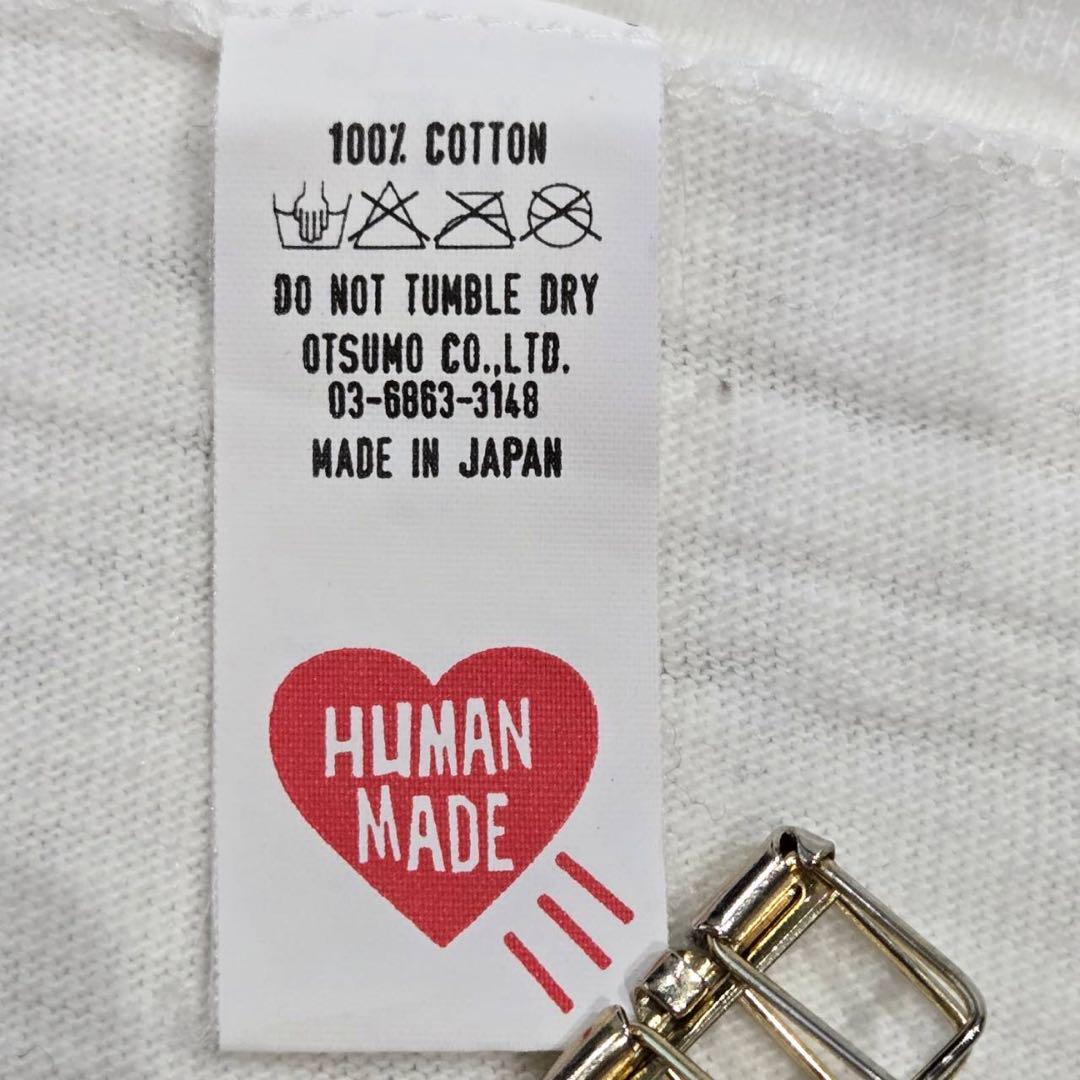 100% COTTON
DO NOT TUMBLE DRY
OTSUMO CO.,LTD.
03-6863-3148
MADE IN JAPAN
HUMAN
MADE